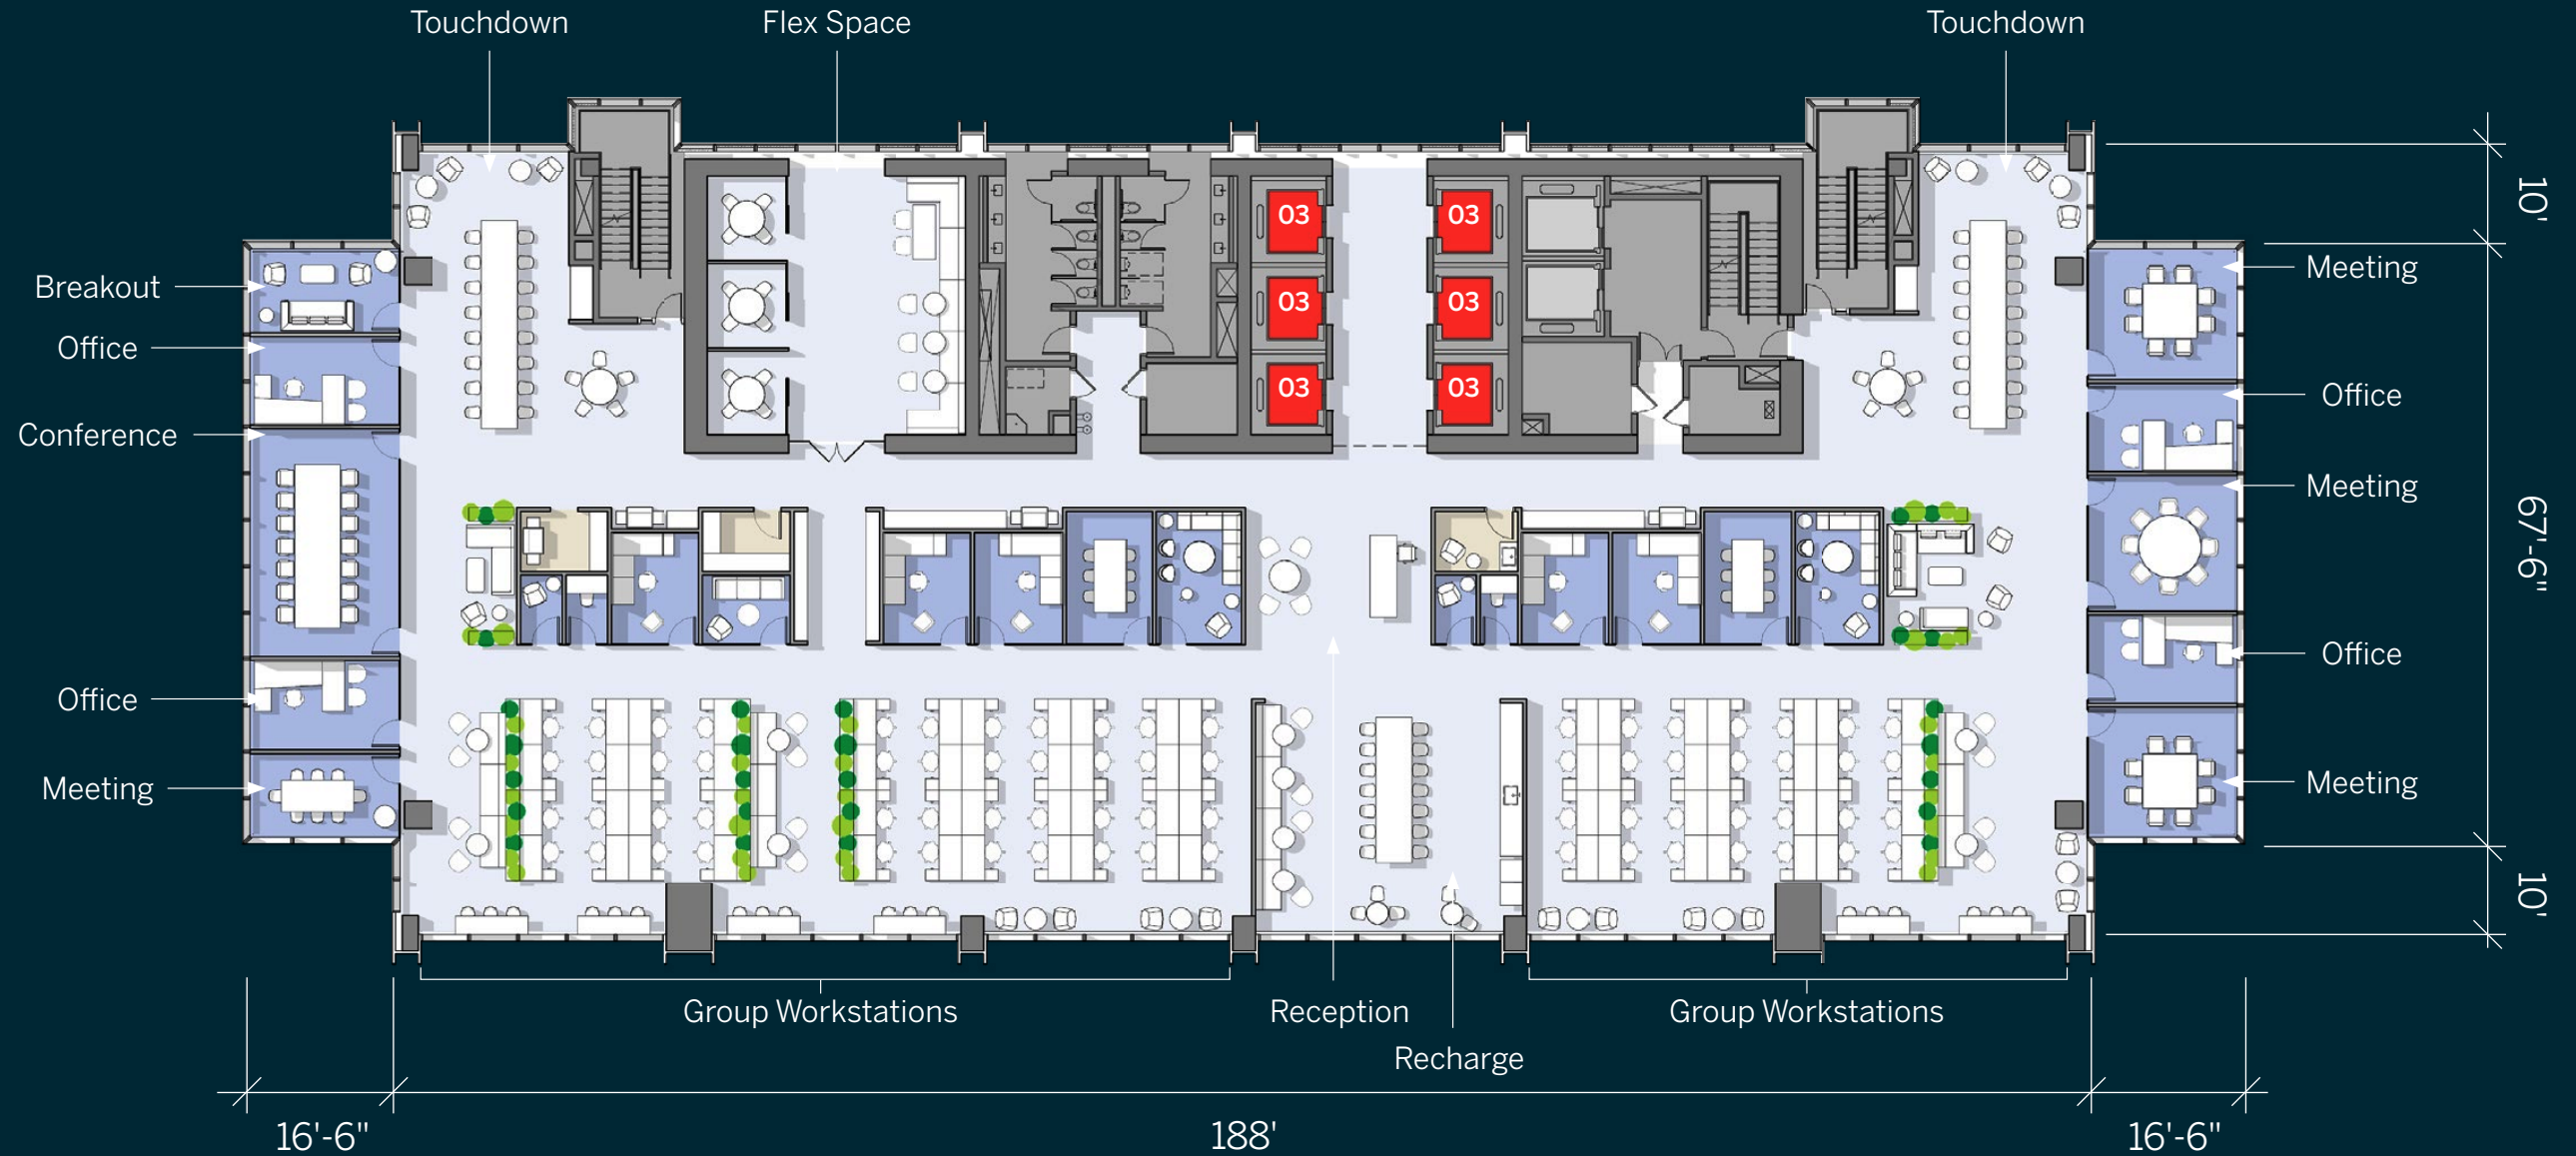 Touchdown
Flex Space
Touchdown
03
03
03
03
03
03
Breakout
Office
Conference
Office
Meeting
Meeting
Office
Meeting
Office
Meeting
10'
67'-6"
10'
Group Workstations
Reception
Recharge
Group Workstations
16'-6"
188'
16'-6"